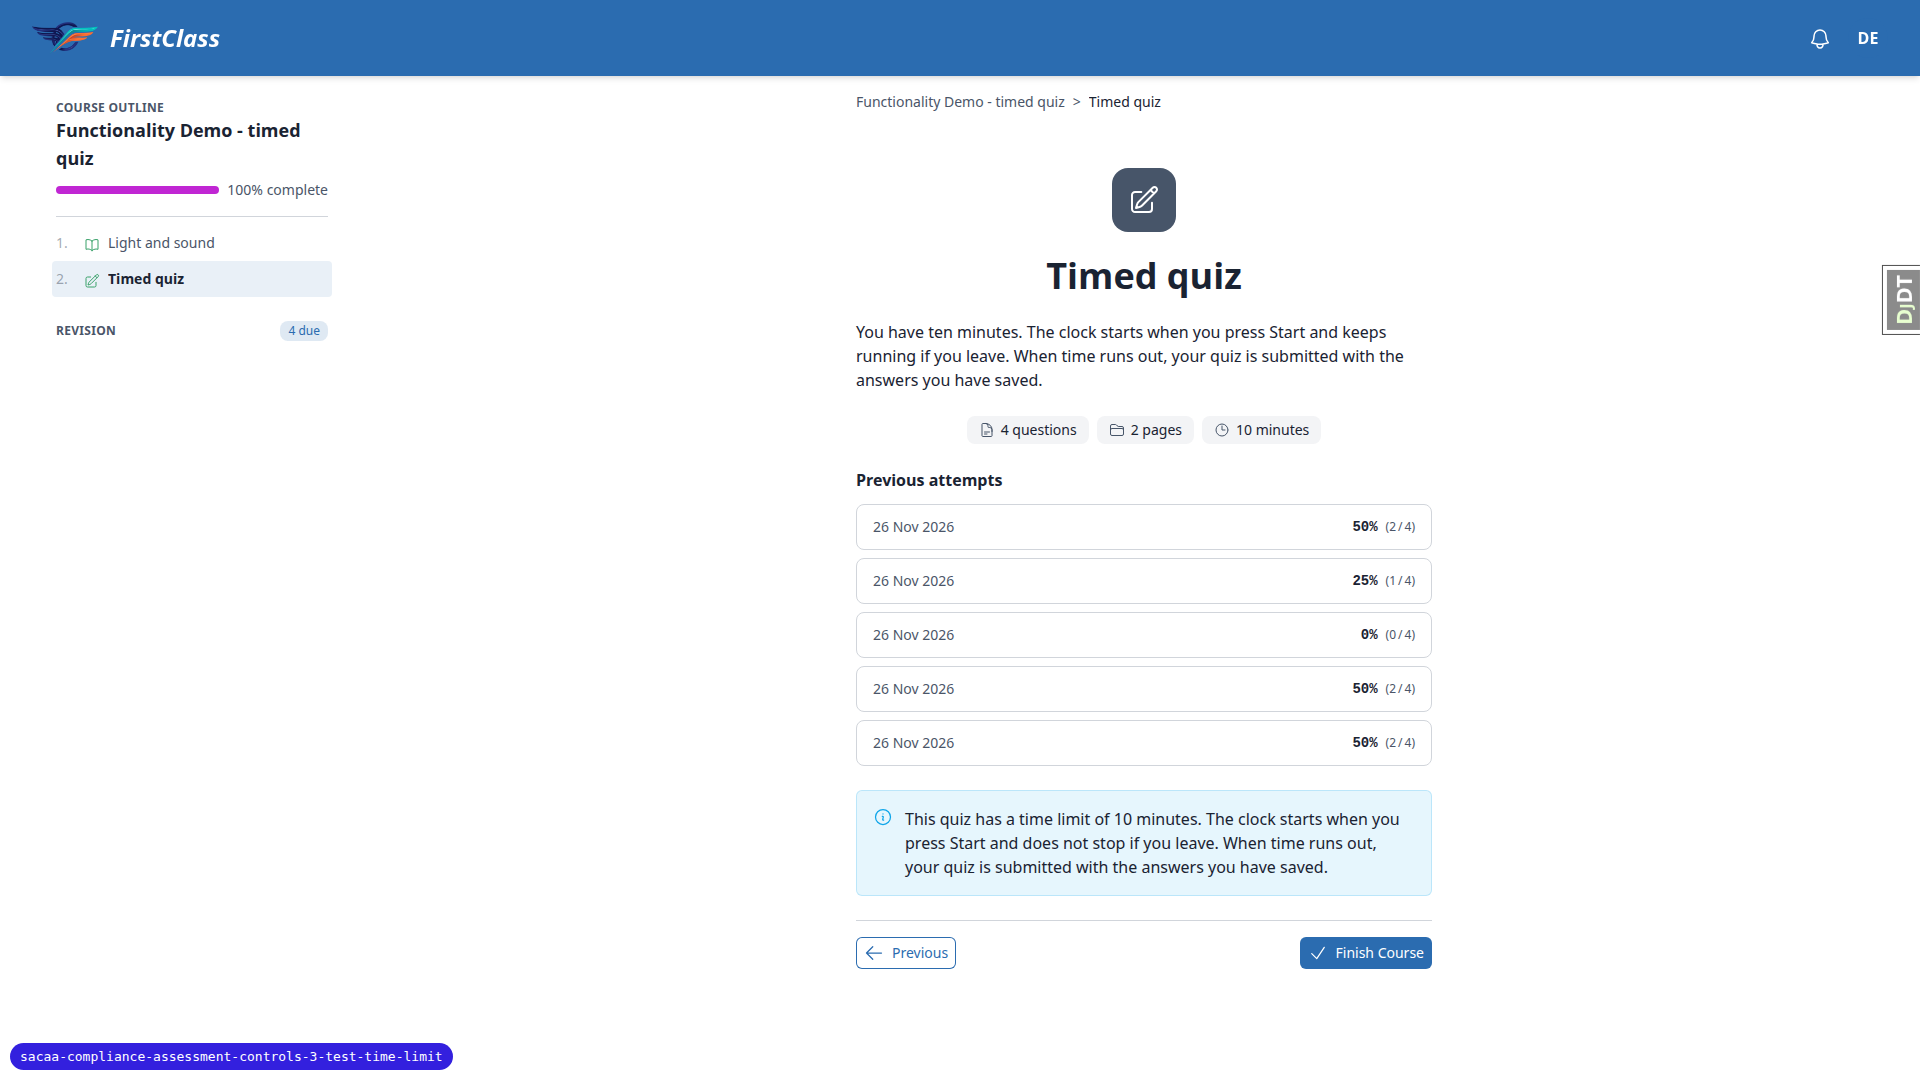 FirstClass
DE
COURSE OUTLINE
Functionality Demo - timed
quiz
100% complete
1. Light and sound
2. Timed quiz
REVISION
4 due
Functionality Demo - timed quiz > Timed quiz
Timed quiz
You have ten minutes. The clock starts when you press Start and keeps
running if you leave. When time runs out, your quiz is submitted with the
answers you have saved.
4 questions
2 pages
10 minutes
Previous attempts
26 Nov 2026 50% (2 / 4)
26 Nov 2026 25% (1 / 4)
26 Nov 2026 0% (0 / 4)
26 Nov 2026 50% (2 / 4)
26 Nov 2026 50% (2 / 4)
This quiz has a time limit of 10 minutes. The clock starts when you
press Start and does not stop if you leave. When time runs out,
your quiz is submitted with the answers you have saved.
Previous
Finish Course
DjDT
sacaa-compliance-assessment-controls-3-test-time-limit